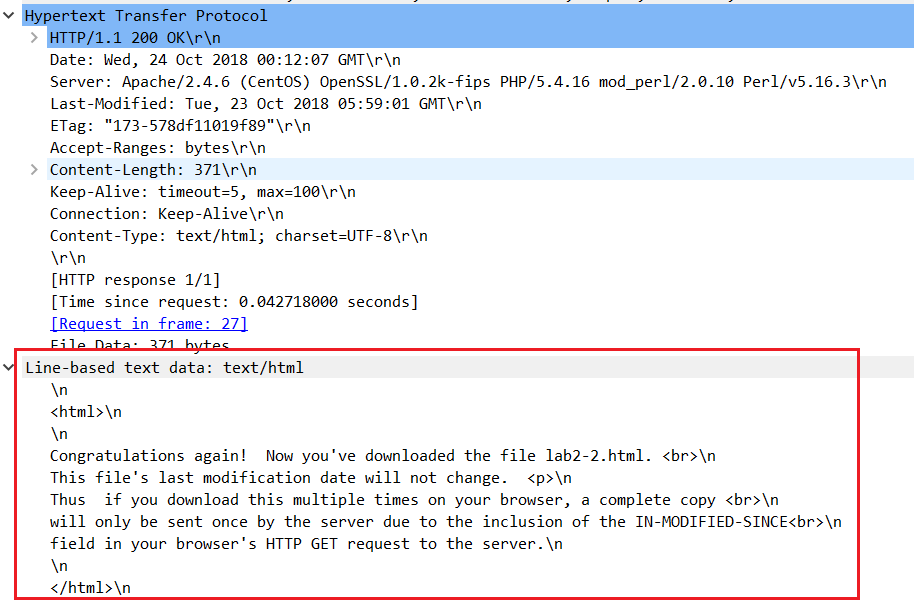 Hypertext Transfer Protocol
HTTP/1.1 200 OK\r\n
Date: Wed, 24 Oct 2018 00:12:07 GMT\r\n
Server: Apache/2.4.6 (CentOS) OpenSSL/1.0.2k-fips PHP/5.4.16 mod_perl/2.0.10 Perl/v5.16.3\r\n
Last-Modified: Tue, 23 Oct 2018 05:59:01 GMT\r\n
ETag: "173-578df11019f89"\r\n
Accept-Ranges: bytes\r\n
Content-Length: 371\r\n
Keep-Alive: timeout=5, max=100\r\n
Connection: Keep-Alive\r\n
Content-Type: text/html; charset=UTF-8\r\n
\r\n
[HTTP response 1/1]
[Time since request: 0.042718000 seconds]
[Request in frame: 27]
File Data: 371 bytes
Line-based text data: text/html
\n
<html>\n
\n
Congratulations again!  Now you've downloaded the file lab2-2.html. <br>\n
This file's last modification date will not change.  <p>\n
Thus  if you download this multiple times on your browser, a complete copy <br>\n
will only be sent once by the server due to the inclusion of the IN-MODIFIED-SINCE<br>\n
field in your browser's HTTP GET request to the server.\n
\n
</html>\n